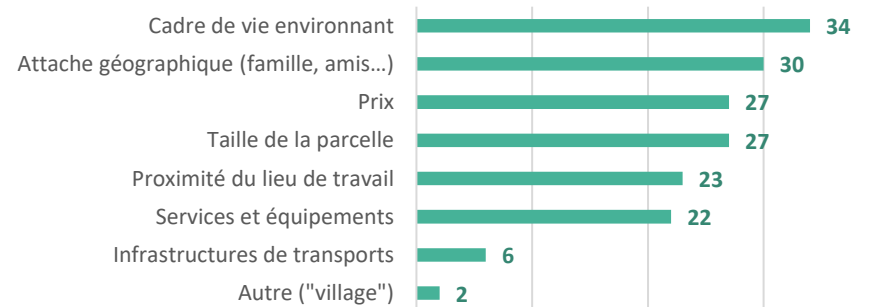 Cadre de vie environnant 34
Attache géographique (famille, amis...) 30
Prix 27
Taille de la parcelle 27
Proximité du lieu de travail 23
Services et équipements 22
Infrastructures de transports 6
Autre ("village") 2